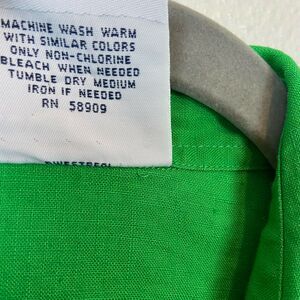 MACHINE WASH WARM
WITH SIMILAR COLORS
ONLY NON-CHLORINE
BLEACH WHEN NEEDED
TUMBLE DRY MEDIUM
IRON IF NEEDED
RN 58909